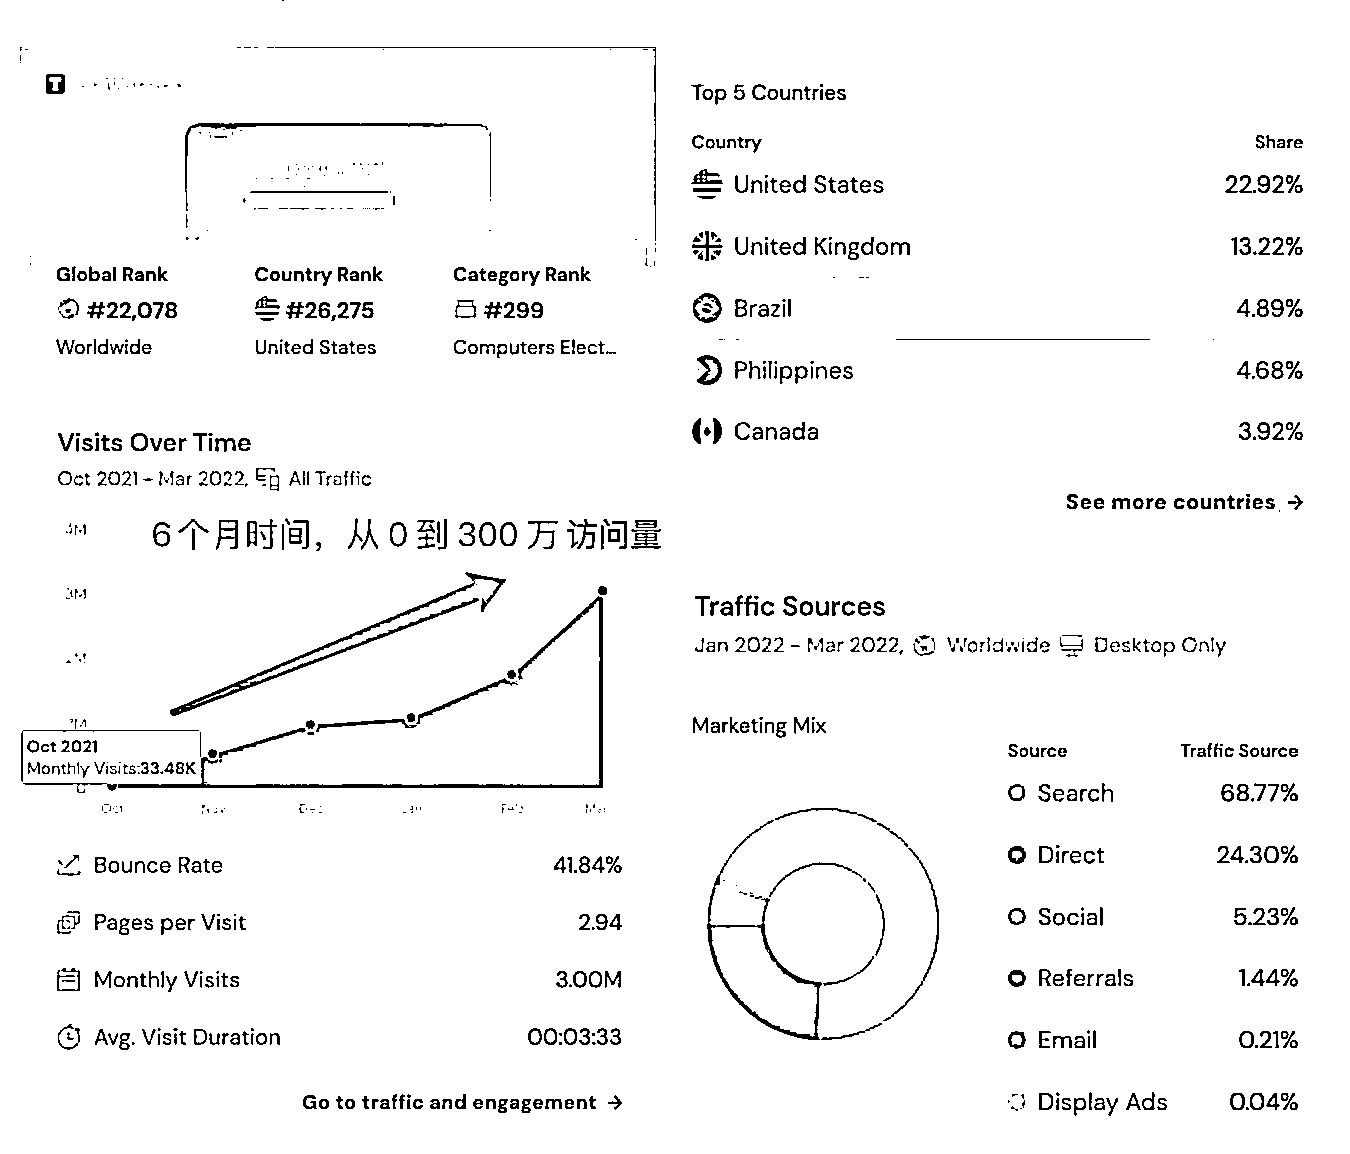 Global Rank
#22,078
Worldwide
Country Rank
#26,275
United States
Category Rank
#299
Computers Elect...
Visits Over Time
Oct 2021 - Mar 2022, All Traffic
6个月时间，从 0 到 300 万 访问量
4M
3M
Oct 2021
Monthly Visits:33.48K
0
Oct
Nov
Dec
Jan
Feb
Mar
Bounce Rate 41.84%
Pages per Visit 2.94
Monthly Visits 3.00M
Avg. Visit Duration 00:03:33
Go to traffic and engagement →
Top 5 Countries
Country Share
United States 22.92%
United Kingdom 13.22%
Brazil 4.89%
Philippines 4.68%
Canada 3.92%
See more countries →
Traffic Sources
Jan 2022 - Mar 2022, Worldwide Desktop Only
Marketing Mix
Source Traffic Source
Search 68.77%
Direct 24.30%
Social 5.23%
Referrals 1.44%
Email 0.21%
Display Ads 0.04%